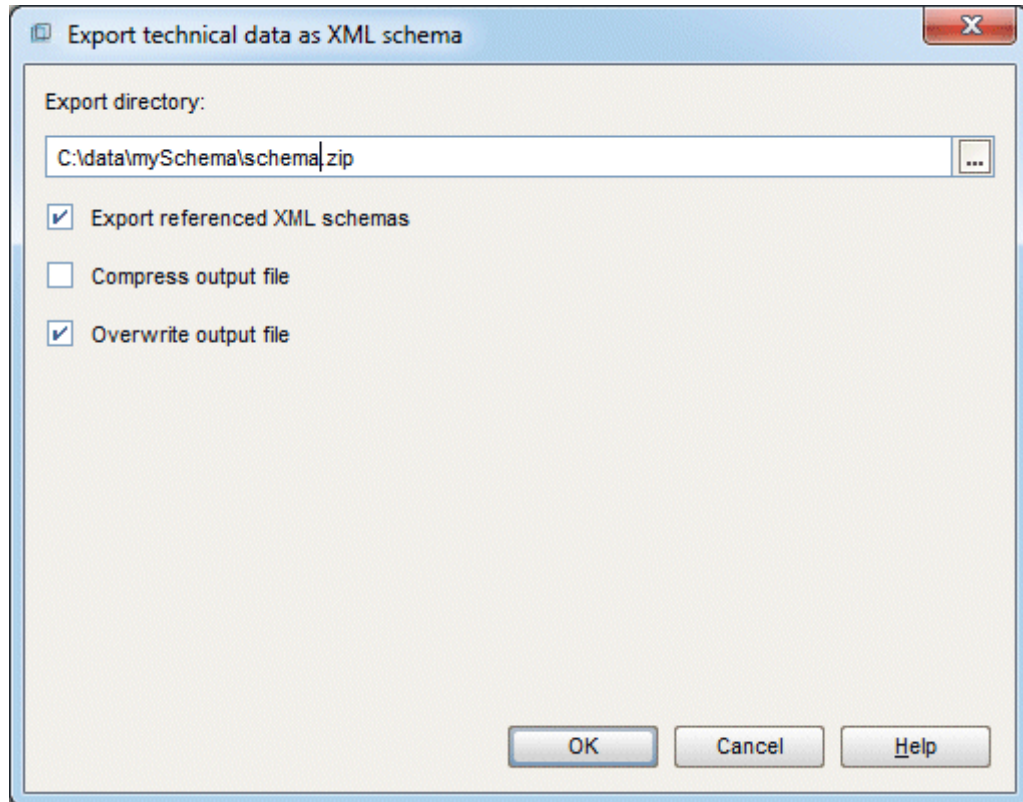 Export technical data as XML schema
Export directory:
C:\data\mySchema\schema.zip
...
Export referenced XML schemas
Compress output file
Overwrite output file
OK Cancel Help